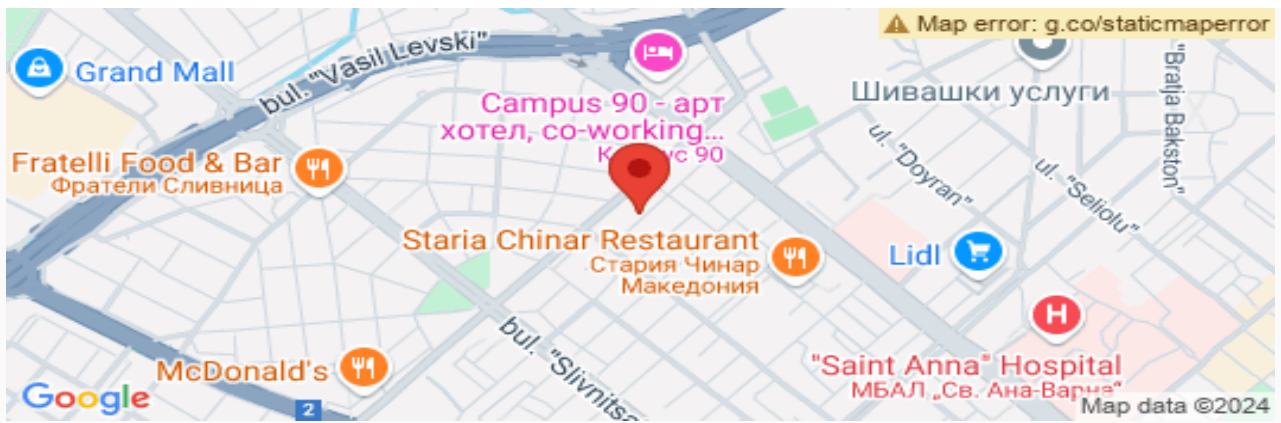 Map error: g.co/staticmaperror
Grand Mall
bul. "Vasil Levski"
Campus 90 - арт
хотел, co-working...
90
Шивашки услуги
"Bratja Bakston"
ul. "Doyran"
ul. "Seliolu"
Fratelli Food & Bar
Фратели Сливница
Staria Chinar Restaurant
Стария Чинар
Македония
Lidl
bul. "Slivnitsa
McDonald's
H
"Saint Anna" Hospital
МБАЛ „Св. Ана-Варна“
Google
2
Map data ©2024